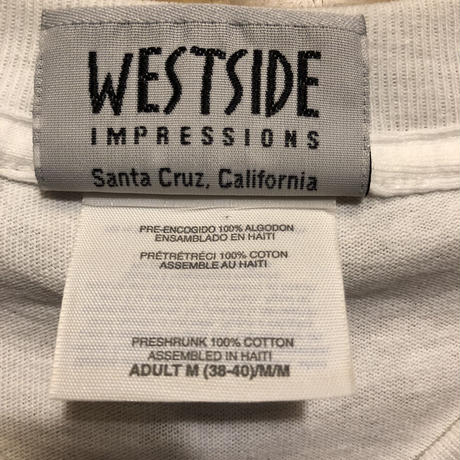 WESTSIDE
IMPRESSIONS
Santa Cruz, California
PRE-ENCOGIDO 100% ALGODON
ENSAMBLADO EN HAITI
PRÉTRÉTRÉCI 100% COTON
ASSEMBLE AU HAITI
PRESHRUNK 100% COTTON
ASSEMBLED IN HAITI
ADULT M (38-40)/M/M